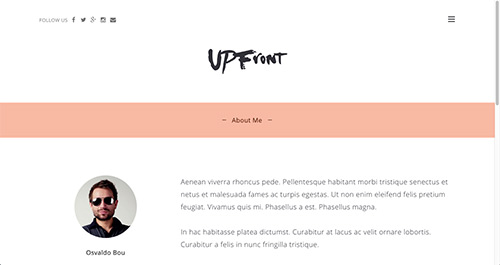 FOLLOW US
UPFront
– About Me –
Aenean viverra rhoncus pede. Pellentesque habitant morbi tristique senectus et
netus et malesuada fames ac turpis egestas. Ut non enim eleifend felis pretium
feugiat. Vivamus quis mi. Phasellus a est. Phasellus magna.
In hac habitasse platea dictumst. Curabitur at lacus ac velit ornare lobortis.
Curabitur a felis in nunc fringilla tristique.
Osvaldo Bou